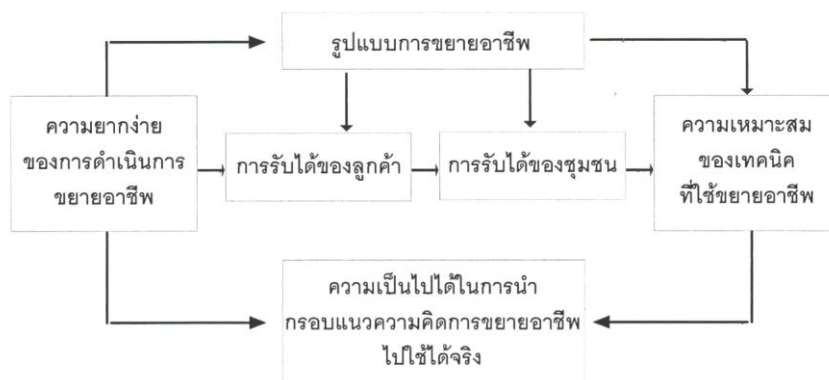 รูปแบบการขยายอาชีพ
ความยากง่าย
ของการดำเนินการ
ขยายอาชีพ
การรับได้ของลูกค้า
การรับได้ของชุมชน
ความเหมาะสม
ของเทคนิค
ที่ใช้ขยายอาชีพ
ความเป็นไปได้ในการนำ
กรอบแนวความคิดการขยายอาชีพ
ไปใช้ได้จริง